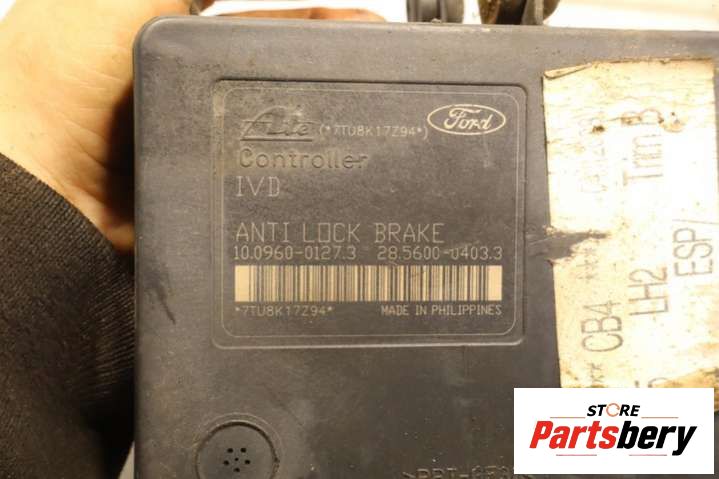 Ate (*7TU8K17Z94*) Ford
Controller
IVD
ANTI LOCK BRAKE
10.0960-0127.3 28.5600-0403.3
*7TU8K17Z94* MADE IN PHILIPPINES
Trim B
*** CB4 ***
LH2
ESP/
STORE
Partsbery